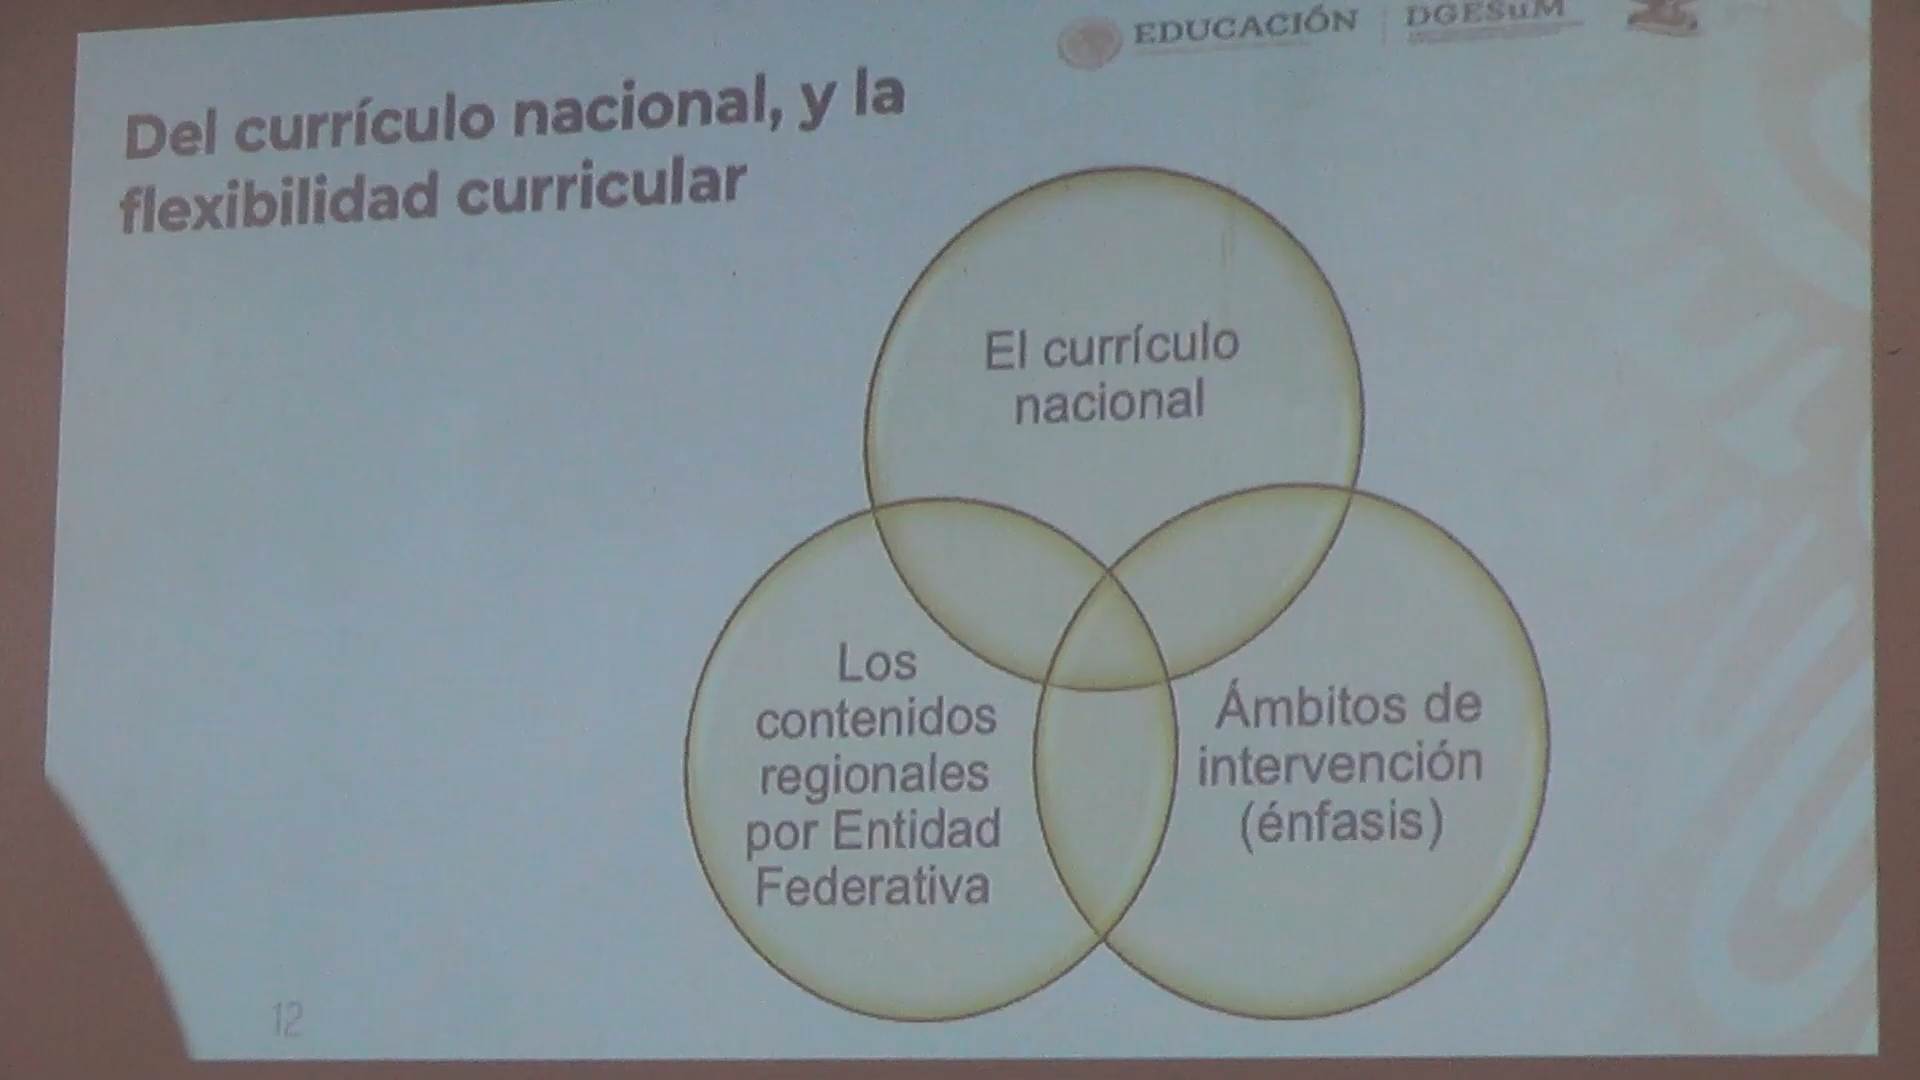 EDUCACIÓN
DGESuM
Del currículo nacional, y la
flexibilidad curricular
El currículo
nacional
Los
contenidos
regionales
por Entidad
Federativa
Ámbitos de
intervención
(énfasis)
12